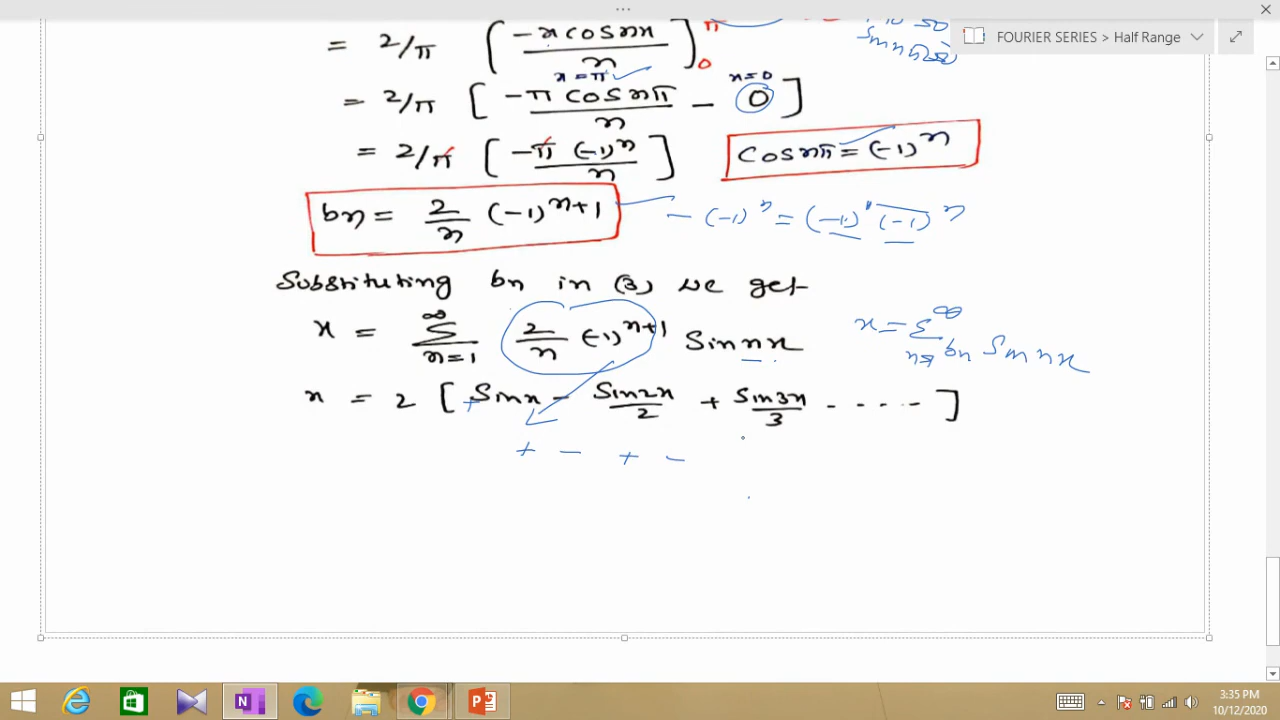 FOURIER SERIES > Half Range
= 2/π [ -x cos nx / n ]₀^π
x = π
x = 0
= 2/π [ -π cos nπ / n - 0 ]
= 2/π [ -π (-1)ⁿ / n ]
cos nπ = (-1)ⁿ
bn = 2/n (-1)^n+1
- (-1)ⁿ = (-1)¹ (-1)ⁿ
Substituting bn in (3) we get
x = ∑_{n=1}^∞ 2/n (-1)^n+1 Sin nx
x = ∑_{n=1}^∞ bn Sin nx
x = 2 [ + Sin x - Sin 2x / 2 + Sin 3x / 3 - - - - - ]
+ - + -
3:35 PM
10/12/2020